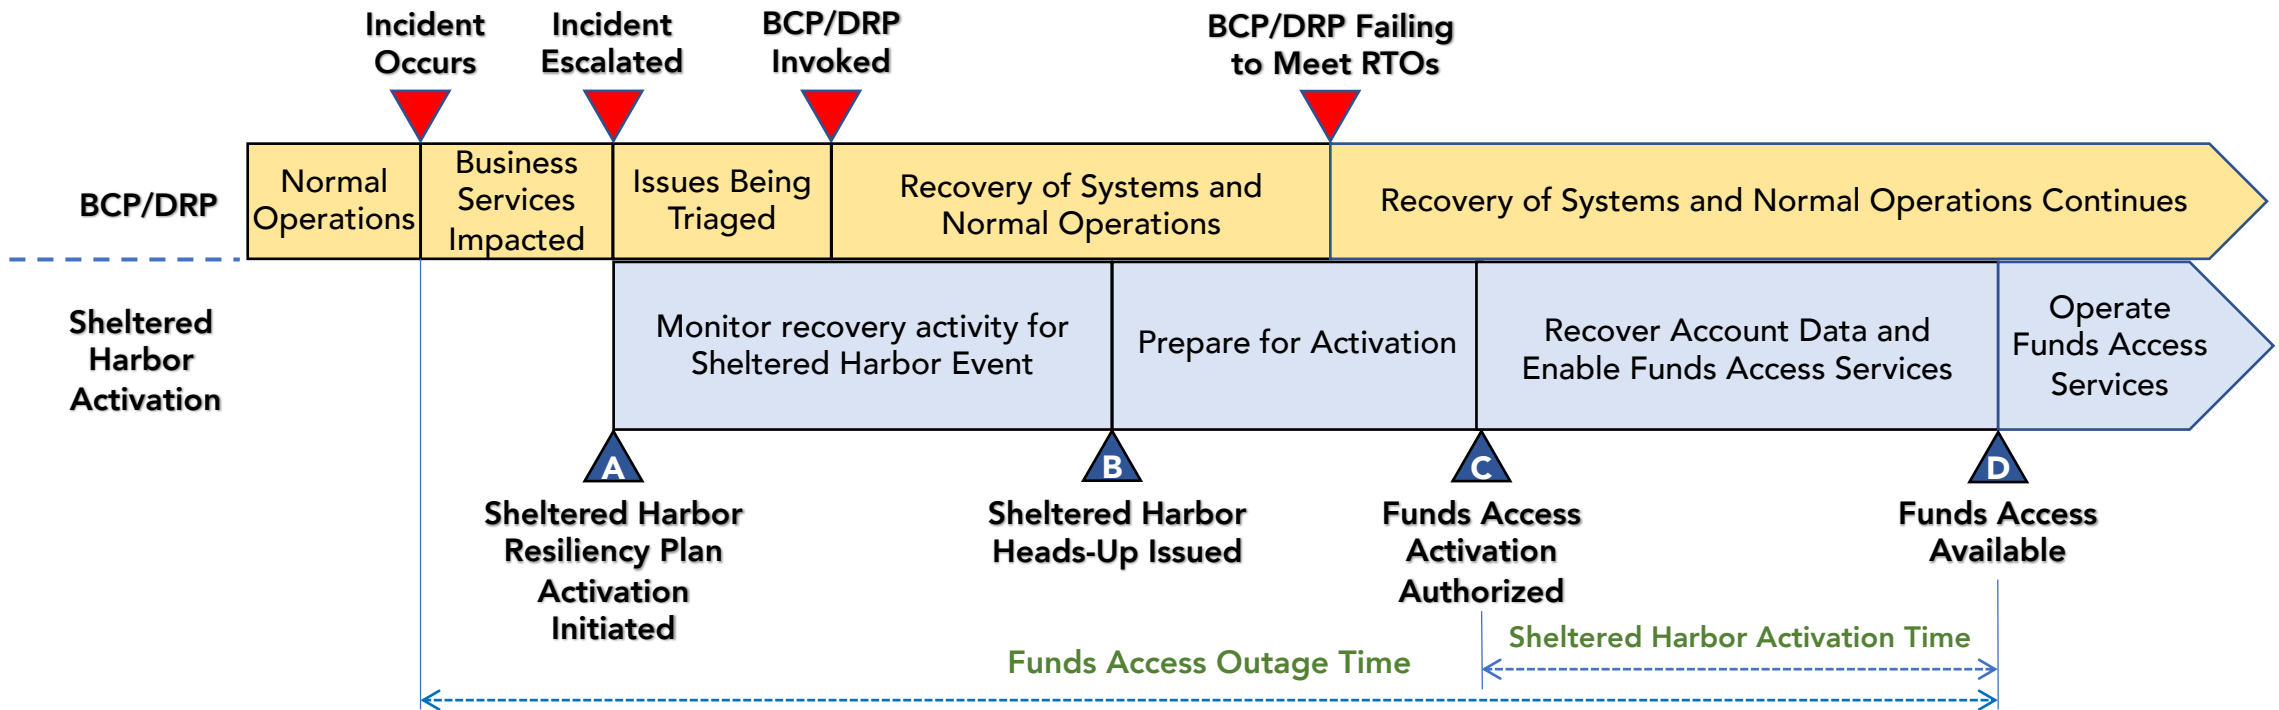 Incident
Occurs
Incident
Escalated
BCP/DRP
Invoked
BCP/DRP Failing
to Meet RTOs
BCP/DRP
Normal
Operations
Business
Services
Impacted
Issues Being
Triaged
Recovery of Systems and
Normal Operations
Recovery of Systems and Normal Operations Continues
Sheltered
Harbor
Activation
Monitor recovery activity for
Sheltered Harbor Event
Prepare for Activation
Recover Account Data and
Enable Funds Access Services
Operate
Funds Access
Services
A
Sheltered Harbor
Resiliency Plan
Activation
Initiated
B
Sheltered Harbor
Heads-Up Issued
C
Funds Access
Activation
Authorized
D
Funds Access
Available
Sheltered Harbor Activation Time
Funds Access Outage Time